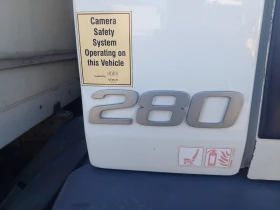 Camera
Safety
System
Operating on
this Vehicle
280